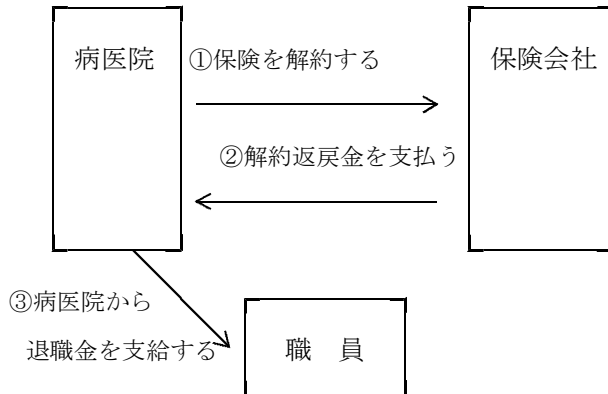 病医院
①保険を解約する
保険会社
②解約返戻金を支払う
③病医院から
退職金を支給する
職　員